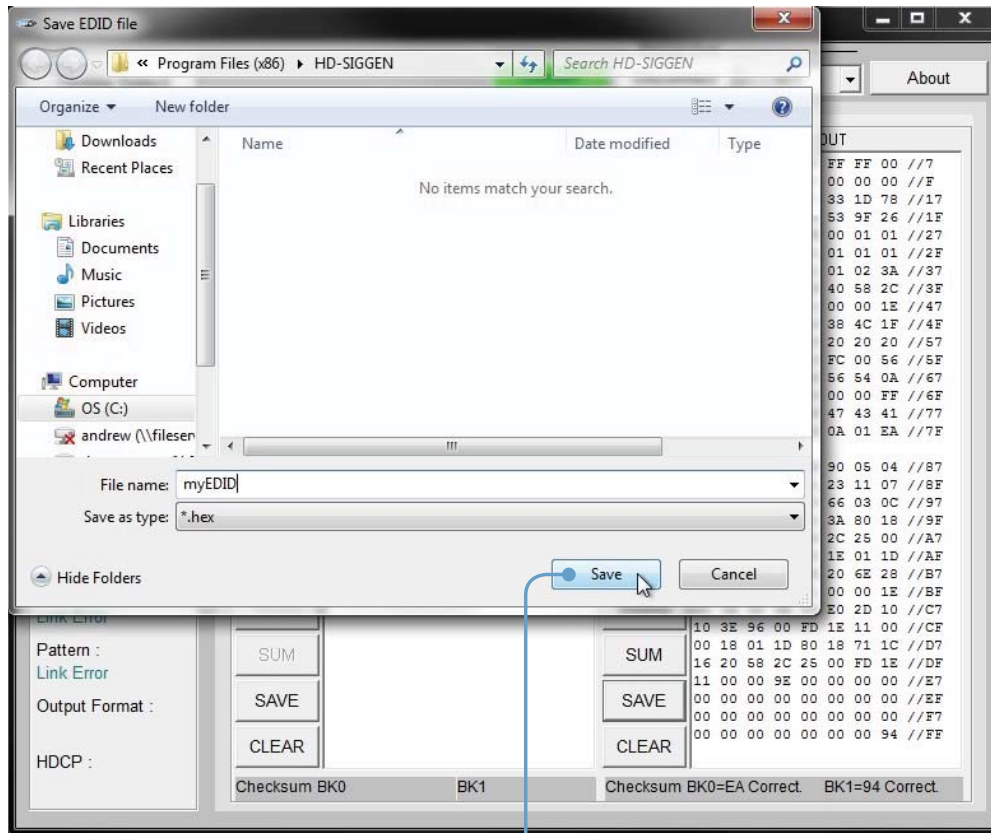 Save EDID file
« Program Files (x86) ▸ HD-SIGGEN
Search HD-SIGGEN
About
Organize
New folder
Downloads
Recent Places
Libraries
Documents
Music
Pictures
Videos
Computer
OS (C:)
andrew (\\fileser
Name
Date modified
Type
No items match your search.
File name: myEDID
Save as type: *.hex
Hide Folders
Save
Cancel
OUT
FF FF 00 //7
00 00 00 //F
33 1D 78 //17
53 9F 26 //1F
00 01 01 //27
01 01 01 //2F
01 02 3A //37
40 58 2C //3F
00 00 1E //47
38 4C 1F //4F
20 20 20 //57
FC 00 56 //5F
56 54 0A //67
00 00 FF //6F
47 43 41 //77
0A 01 EA //7F
90 05 04 //87
23 11 07 //8F
66 03 0C //97
3A 80 18 //9F
2C 25 00 //A7
1E 01 1D //AF
20 6E 28 //B7
00 00 1E //BF
E0 2D 10 //C7
10 3E 96 00 FD 1E 11 00 //CF
00 18 01 1D 80 18 71 1C //D7
16 20 58 2C 25 00 FD 1E //DF
11 00 00 9E 00 00 00 00 //E7
00 00 00 00 00 00 00 00 //EF
00 00 00 00 00 00 00 00 //F7
00 00 00 00 00 00 00 94 //FF
Link Error
Pattern :
Link Error
Output Format :
HDCP :
SUM
SAVE
CLEAR
SUM
SAVE
CLEAR
Checksum BK0 BK1
Checksum BK0=EA Correct. BK1=94 Correct.